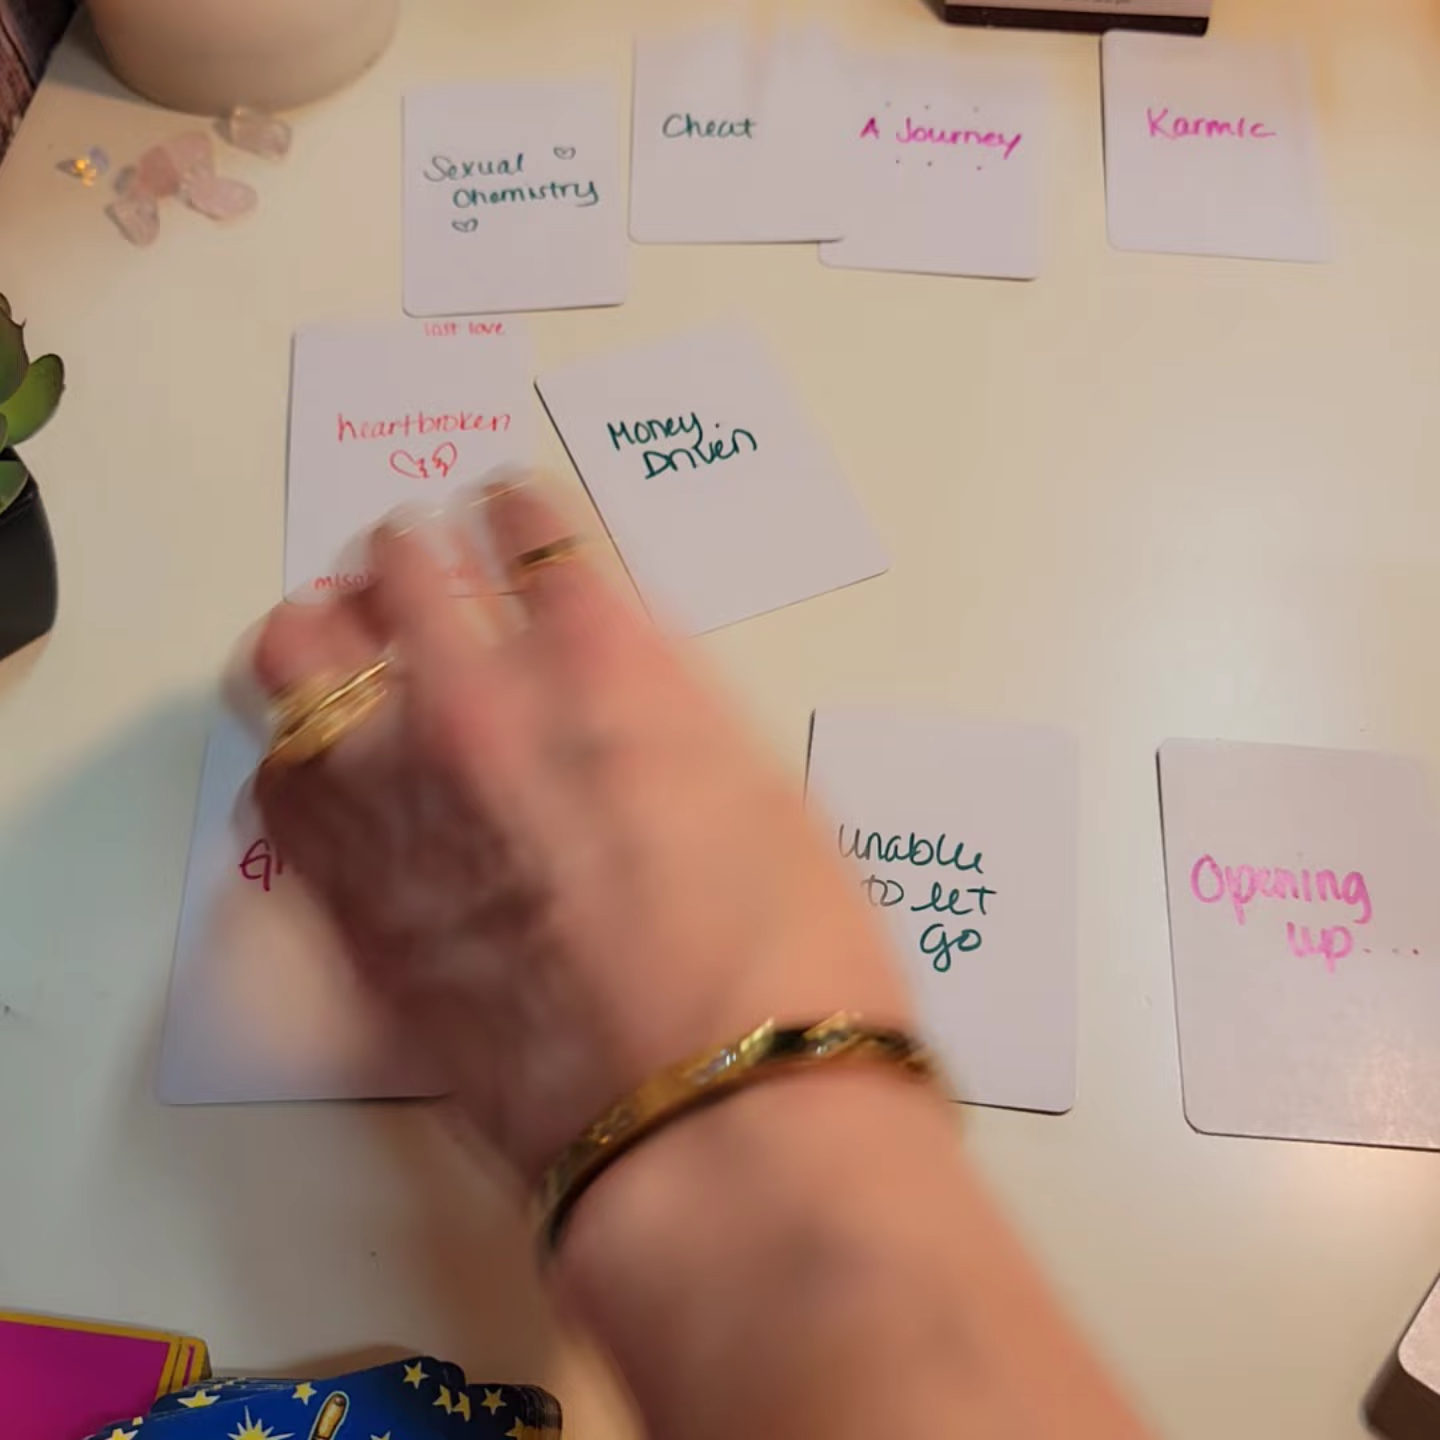 Sexual
Chemistry
Cheat
A Journey
Karmic
lost love
heartbroken
Money
Driven
unable
to let
go
Opening
up...